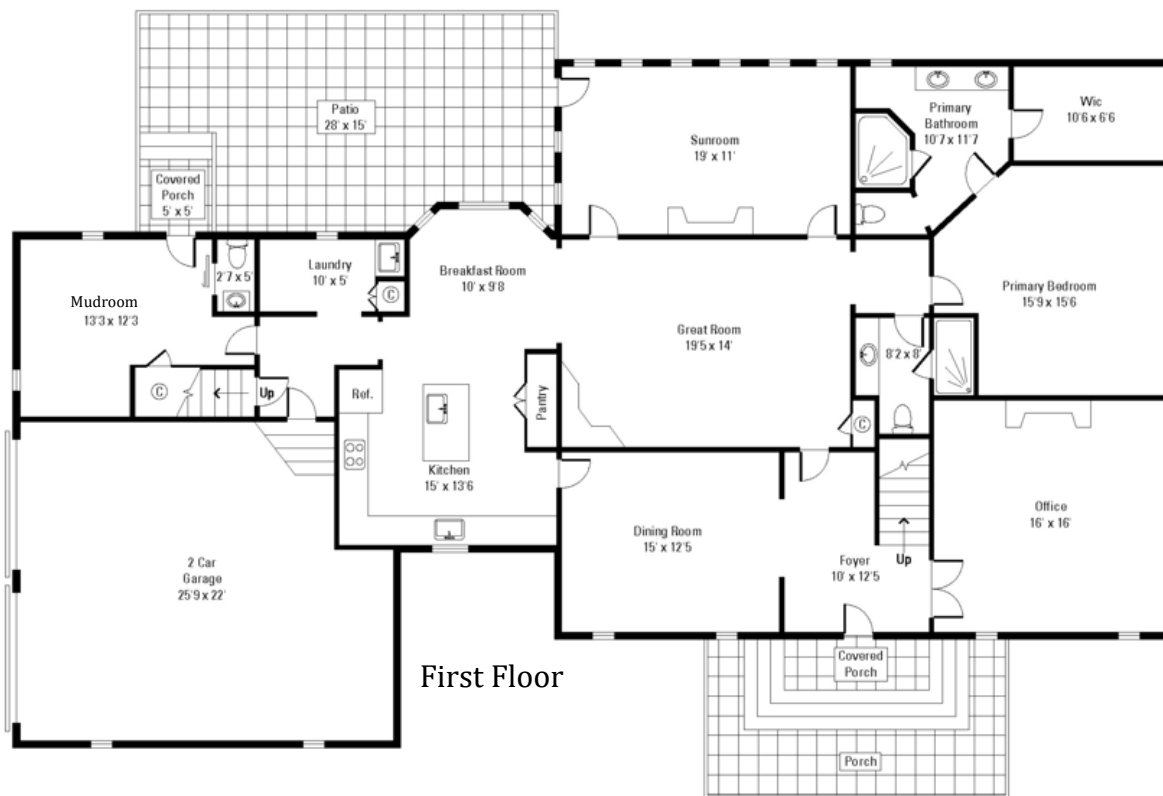 Patio
28' x 15'
Covered
Porch
5' x 5'
Sunroom
19' x 11'
Primary
Bathroom
10'7 x 11'7
Wic
10'6 x 6'6
Mudroom
13'3 x 12'3
2'7 x 5'
Laundry
10' x 5'
C
Breakfast Room
10' x 9'8
Great Room
19'5 x 14'
Primary Bedroom
15'9 x 15'6
8'2 x 8'
C
Up
Ref.
Pantry
C
Kitchen
15' x 13'6
2 Car
Garage
25'9 x 22'
Dining Room
15' x 12'5
Foyer
10' x 12'5
Up
Office
16' x 16'
First Floor
Covered
Porch
Porch